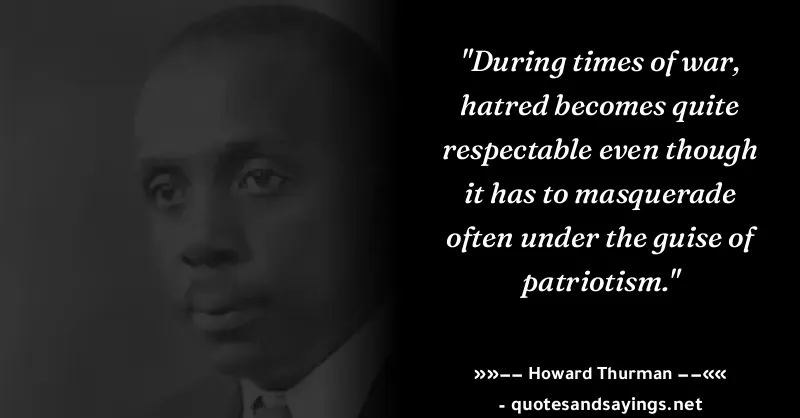 "During times of war,
hatred becomes quite
respectable even though
it has to masquerade
often under the guise of
patriotism."
»»−− Howard Thurman −−««
- quotesandsayings.net